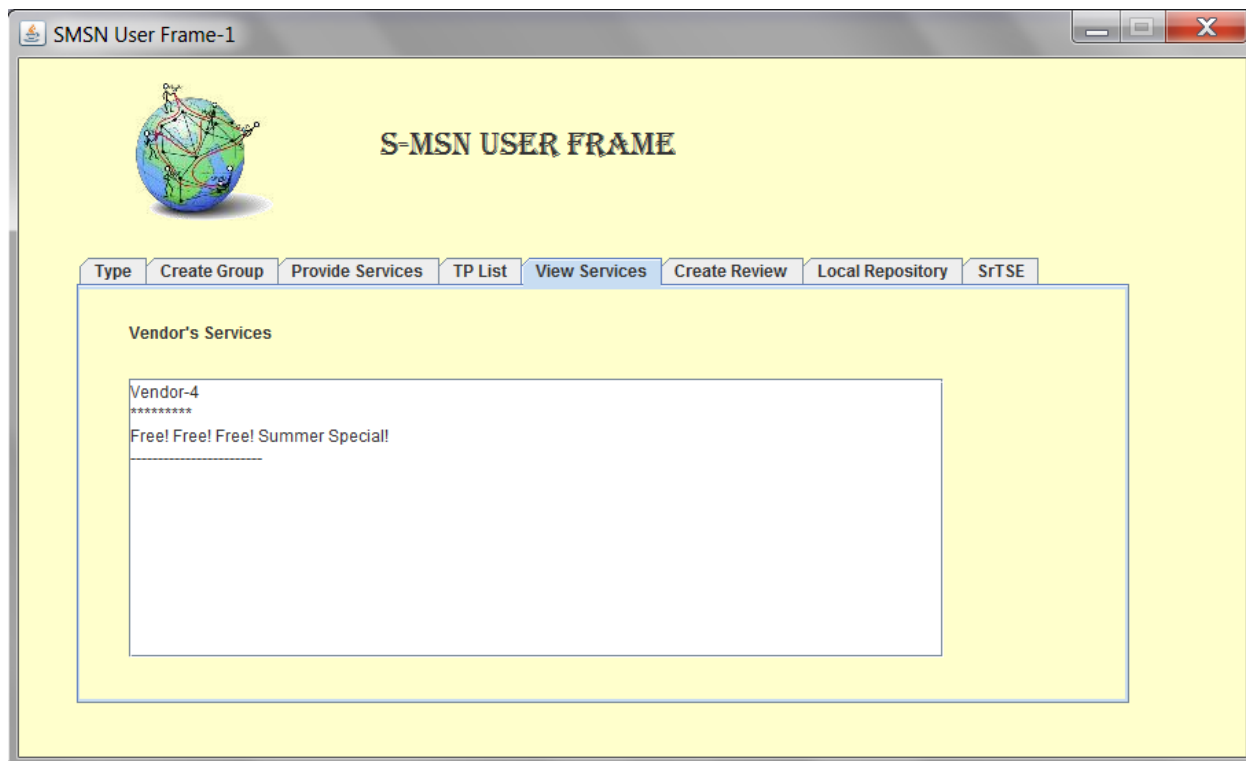 SMSN User Frame-1
S-MSN USER FRAME
Type Create Group Provide Services TP List View Services Create Review Local Repository SrTSE
Vendor's Services
Vendor-4
*********
Free! Free! Free! Summer Special!
------------------------